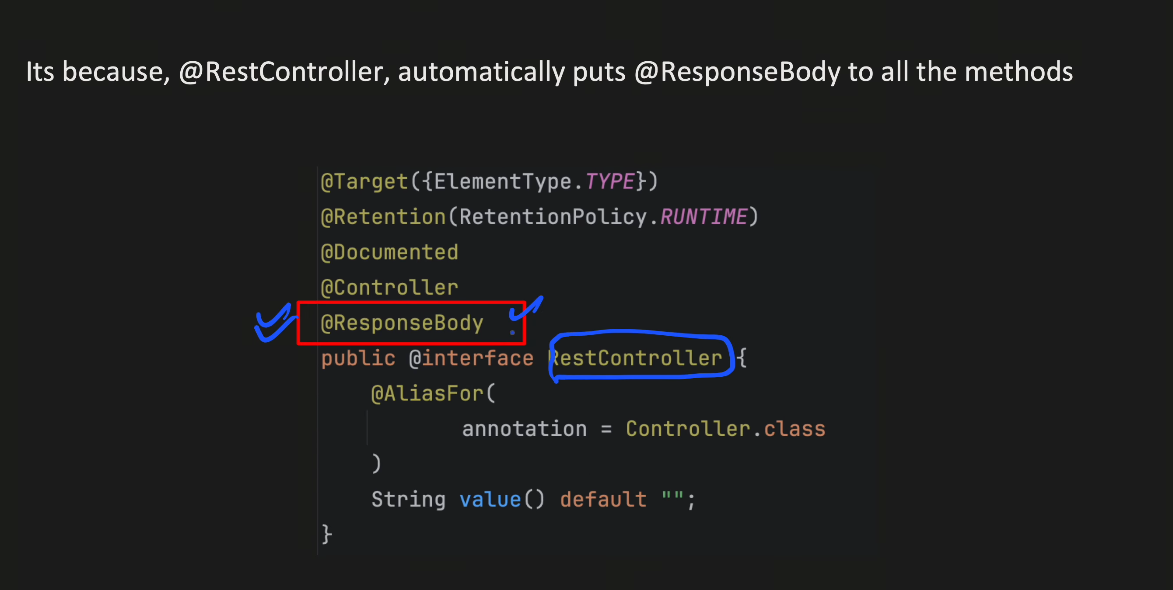 Its because, @RestController, automatically puts @ResponseBody to all the methods
@Target({ElementType.TYPE})
@Retention(RetentionPolicy.RUNTIME)
@Documented
@Controller
@ResponseBody
public @interface RestController {
@AliasFor(
annotation = Controller.class
)
String value() default "";
}